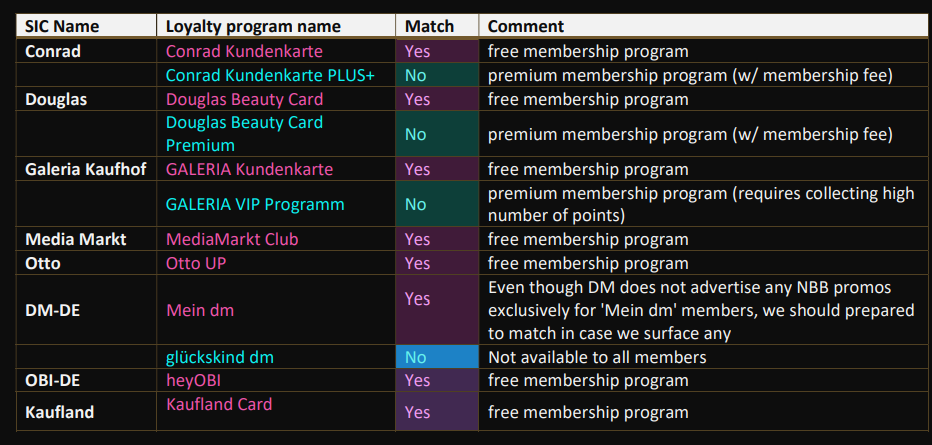 SIC Name Loyalty program name Match Comment
Conrad Conrad Kundenkarte Yes free membership program
Conrad Kundenkarte PLUS+ No premium membership program (w/ membership fee)
Douglas Douglas Beauty Card Yes free membership program
Douglas Beauty Card
Premium No premium membership program (w/ membership fee)
Galeria Kaufhof GALERIA Kundenkarte Yes free membership program
GALERIA VIP Programm No premium membership program (requires collecting high
number of points)
Media Markt MediaMarkt Club Yes free membership program
Otto Otto UP Yes free membership program
DM-DE Mein dm Yes Even though DM does not advertise any NBB promos
exclusively for 'Mein dm' members, we should prepared
to match in case we surface any
glückskind dm No Not available to all members
OBI-DE heyOBI Yes free membership program
Kaufland Kaufland Card Yes free membership program